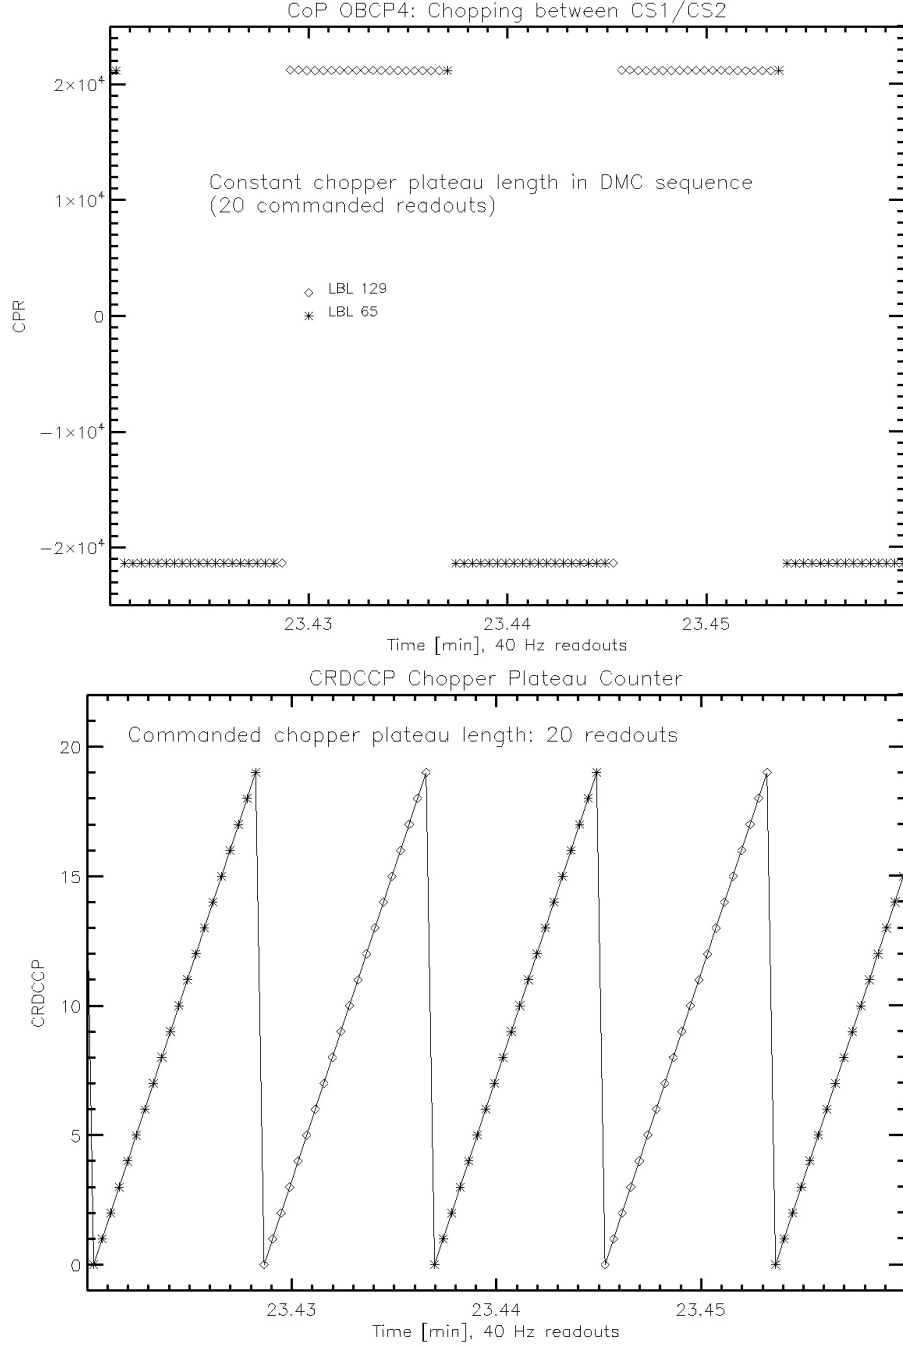 CoP OBCP4: Chopping between CS1/CS2
2×10⁴
1×10⁴
0
−1×10⁴
−2×10⁴
CPR
Constant chopper plateau length in DMC sequence
(20 commanded readouts)
LBL 129
LBL 65
23.43
23.44
23.45
Time [min], 40 Hz readouts
CRDCCP Chopper Plateau Counter
Commanded chopper plateau length: 20 readouts
20
15
10
5
0
CRDCCP
23.43
23.44
23.45
Time [min], 40 Hz readouts